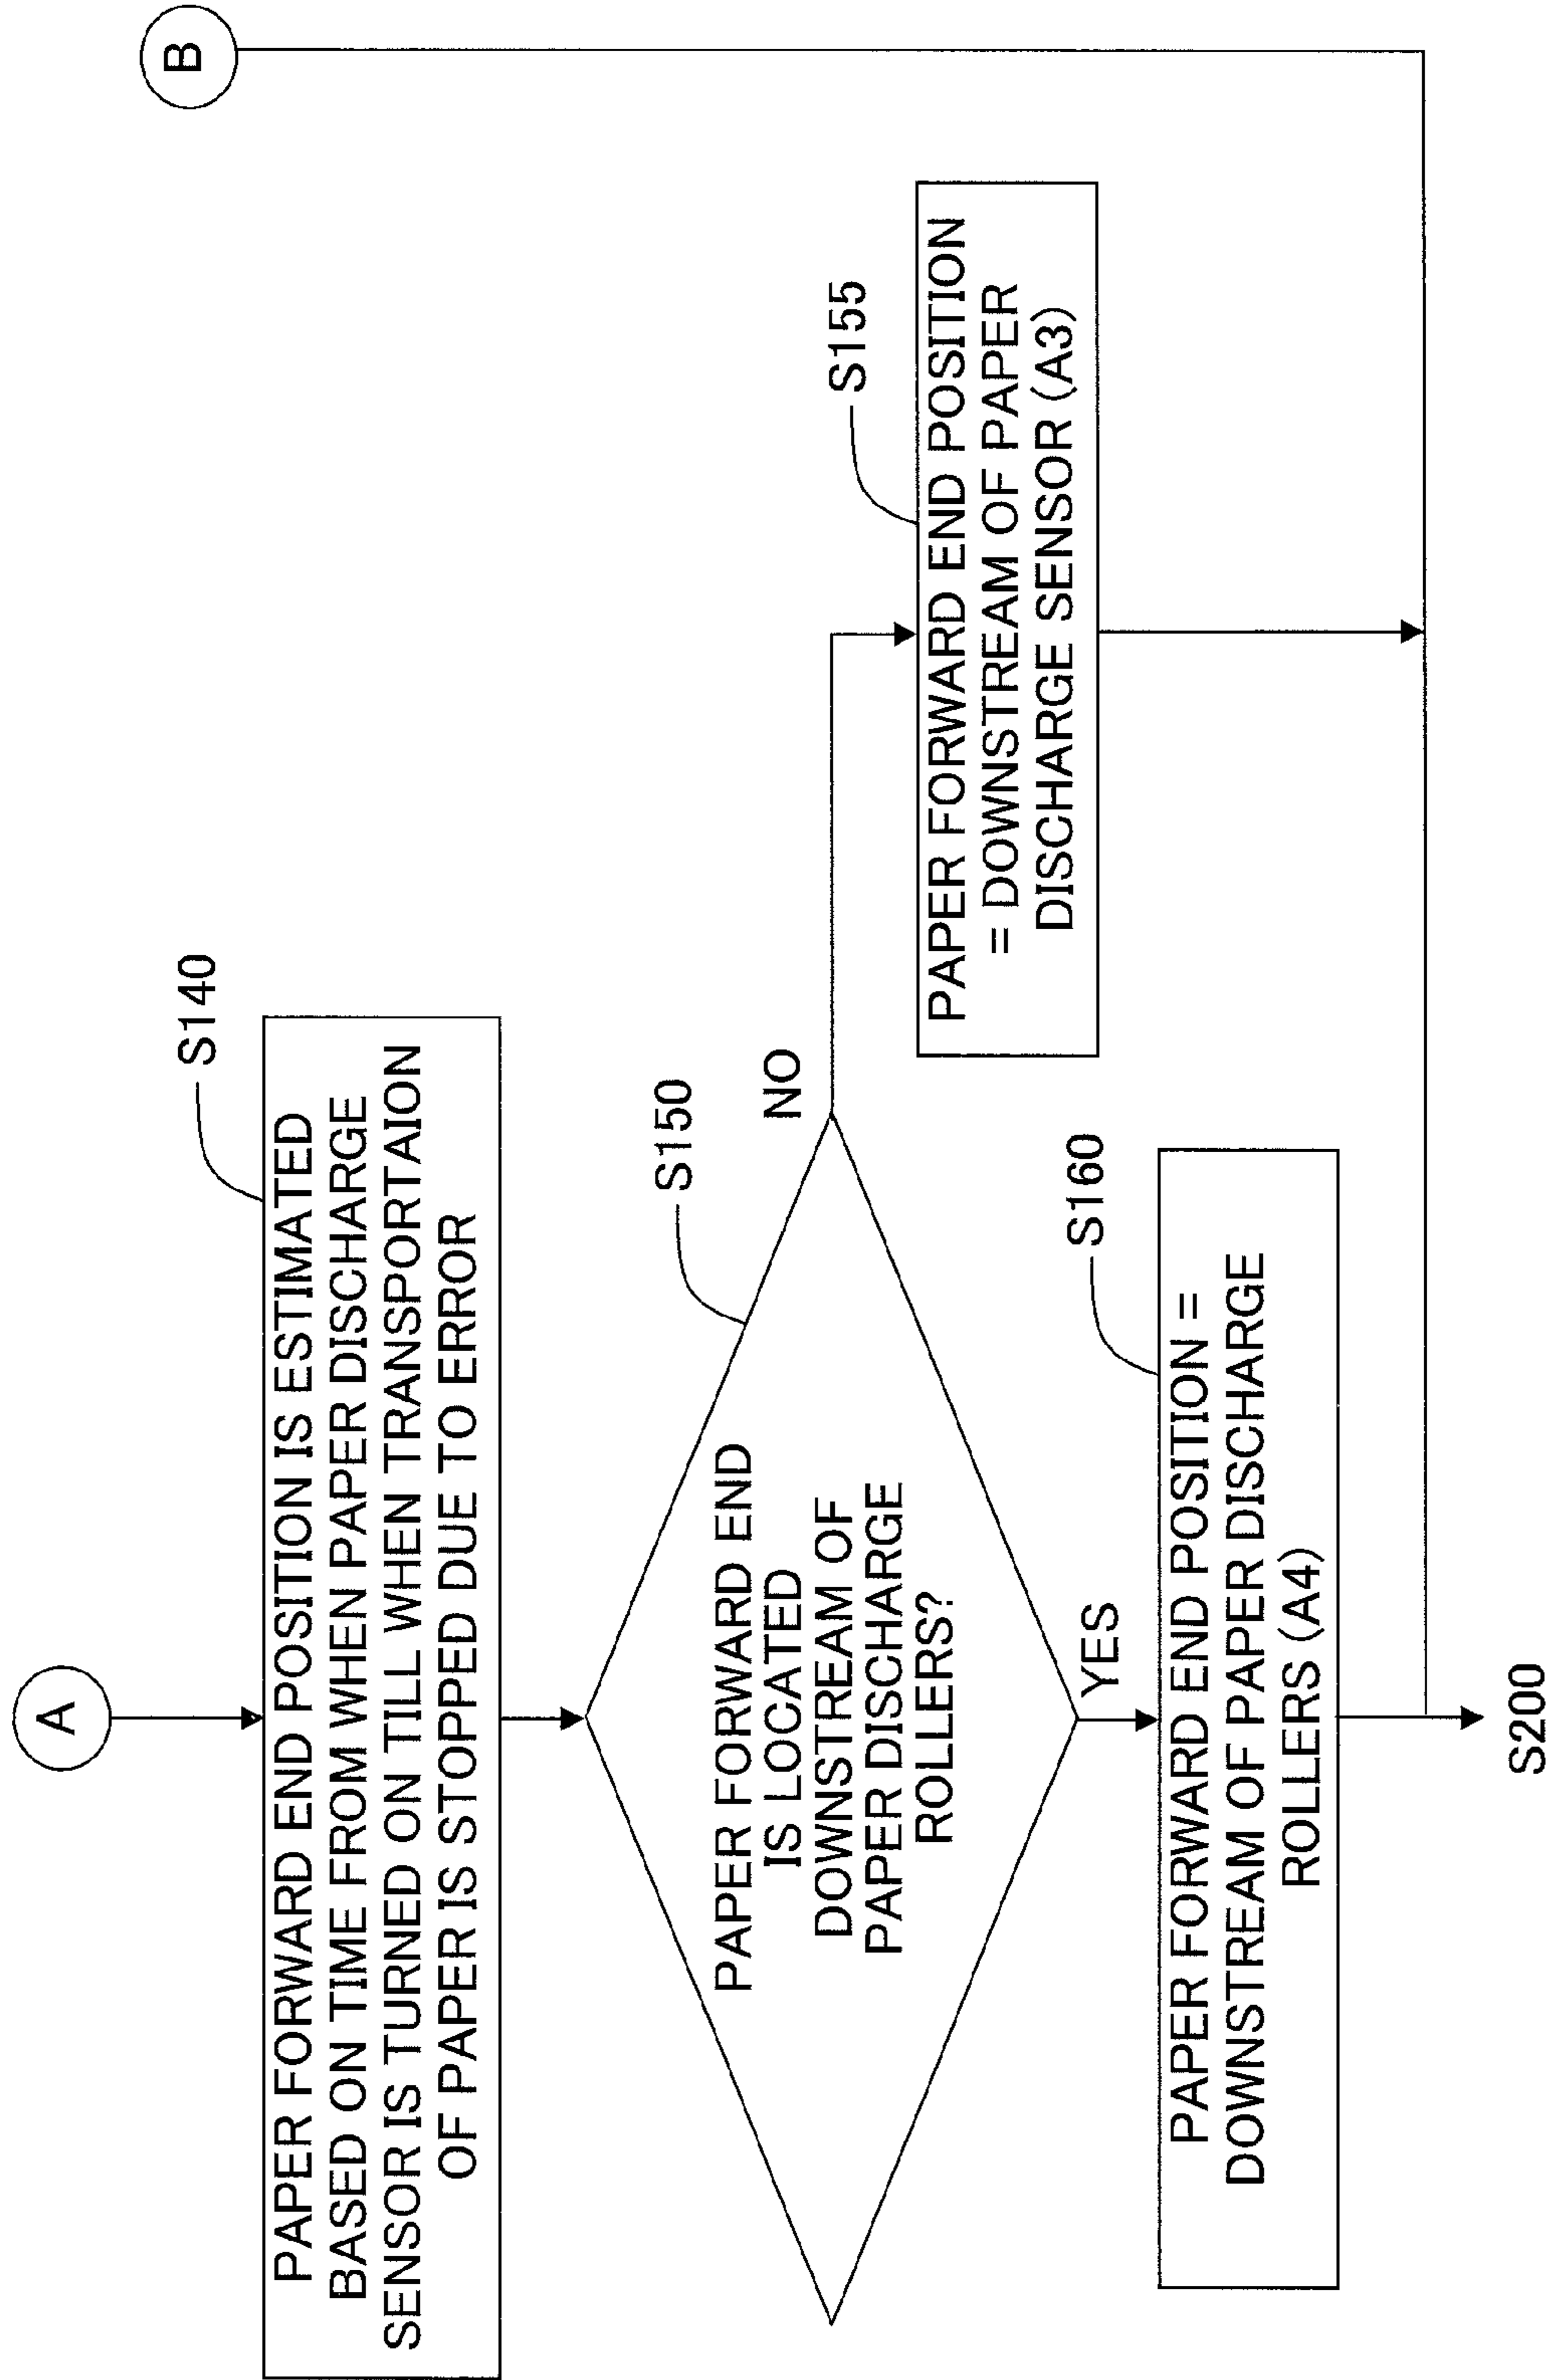 A
B
S140
PAPER FORWARD END POSITION IS ESTIMATED
BASED ON TIME FROM WHEN PAPER DISCHARGE
SENSOR IS TURNED ON TILL WHEN TRANSPORTAION
OF PAPER IS STOPPED DUE TO ERROR
S150
PAPER FORWARD END
IS LOCATED
DOWNSTREAM OF
PAPER DISCHARGE
ROLLERS?
NO
S155
PAPER FORWARD END POSITION
= DOWNSTREAM OF PAPER
DISCHARGE SENSOR (A3)
YES
S160
PAPER FORWARD END POSITION =
DOWNSTREAM OF PAPER DISCHARGE
ROLLERS (A4)
S200